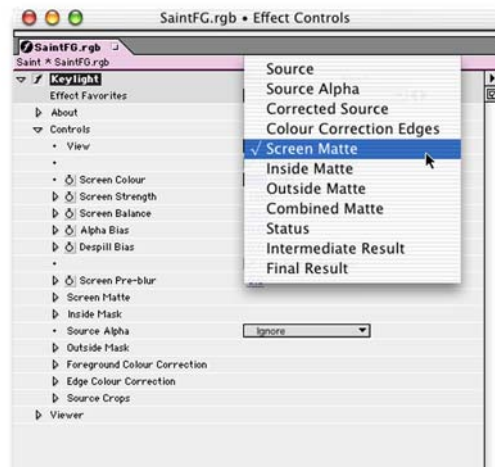 SaintFG.rgb • Effect Controls
SaintFG.rgb
Saint * SaintFG.rgb
Keylight
Effect Favorites
About
Controls
View
Screen Colour
Screen Strength
Screen Balance
Alpha Bias
Despill Bias
Screen Pre-blur
Screen Matte
Inside Mask
Source Alpha
Ignore
Outside Mask
Foreground Colour Correction
Edge Colour Correction
Source Crops
Viewer
Source
Source Alpha
Corrected Source
Colour Correction Edges
√ Screen Matte
Inside Matte
Outside Matte
Combined Matte
Status
Intermediate Result
Final Result